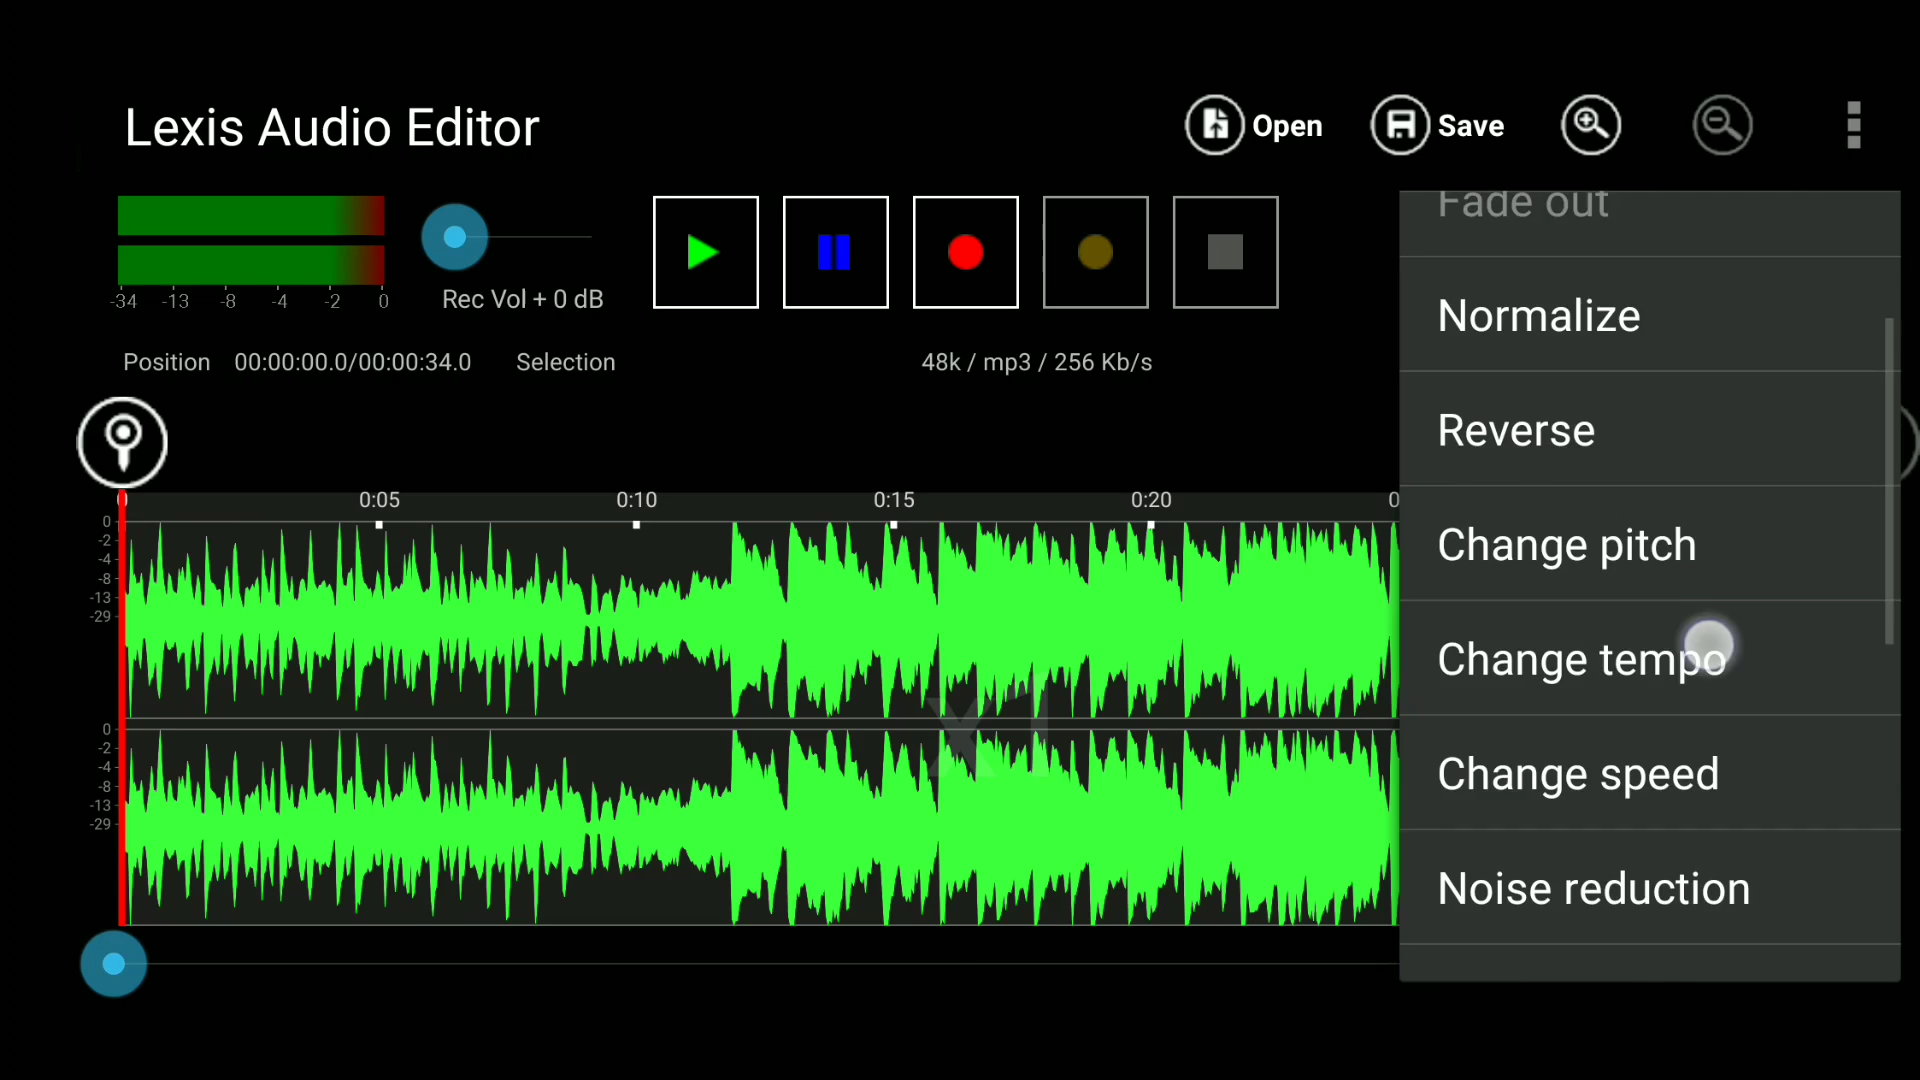 Lexis Audio Editor
Open
Save
-34 -13 -8 -4 -2 0
Rec Vol + 0 dB
Position 00:00:00.0/00:00:34.0 Selection 48k / mp3 / 256 Kb/s
0 0:05 0:10 0:15 0:20 0
0
-2
-4
-8
-13
-29
x1
0
-2
-4
-8
-13
-29
Fade out
Normalize
Reverse
Change pitch
Change tempo
Change speed
Noise reduction